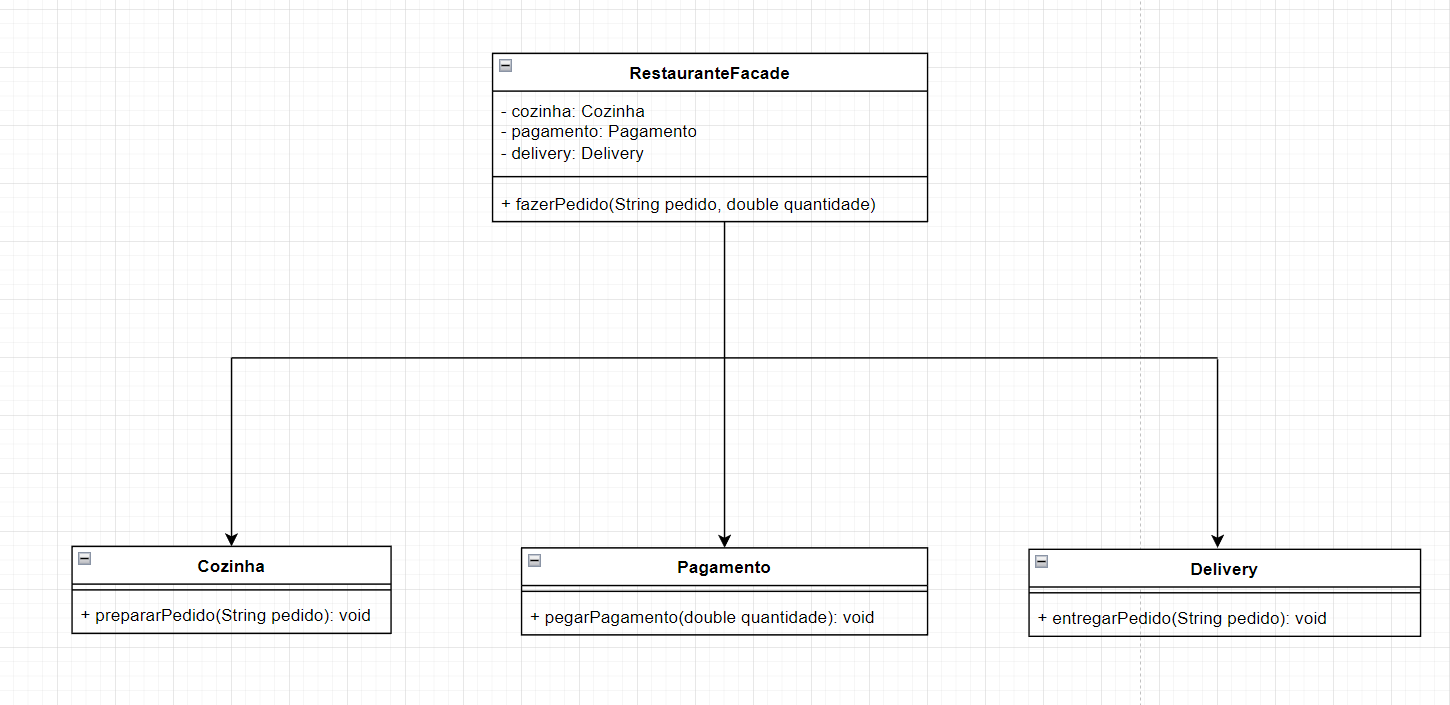 RestauranteFacade
- cozinha: Cozinha
- pagamento: Pagamento
- delivery: Delivery
+ fazerPedido(String pedido, double quantidade)
Cozinha
+ prepararPedido(String pedido): void
Pagamento
+ pegarPagamento(double quantidade): void
Delivery
+ entregarPedido(String pedido): void